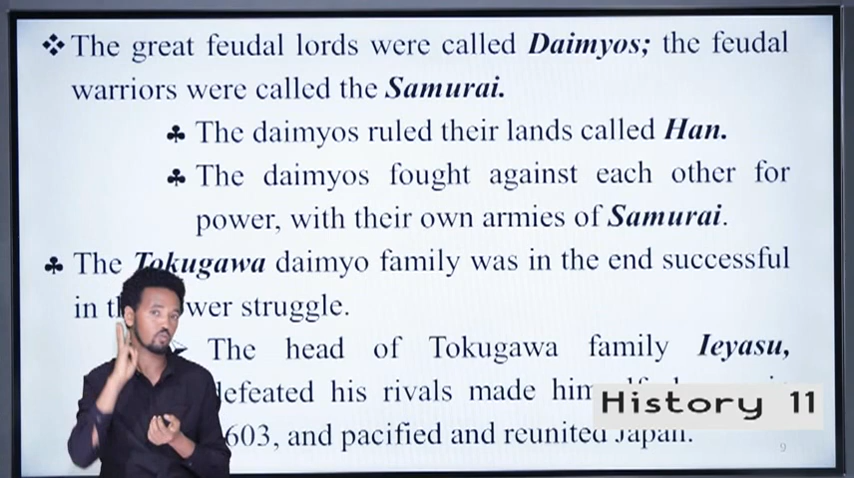 The great feudal lords were called Daimyos; the feudal
warriors were called the Samurai.
The daimyos ruled their lands called Han.
The daimyos fought against each other for
power, with their own armies of Samurai.
The Tokugawa daimyo family was in the end successful
in wer struggle.
The head of Tokugawa family Ieyasu,
defeated his rivals made
History 11
603, and pacified and reunited Japan.
9